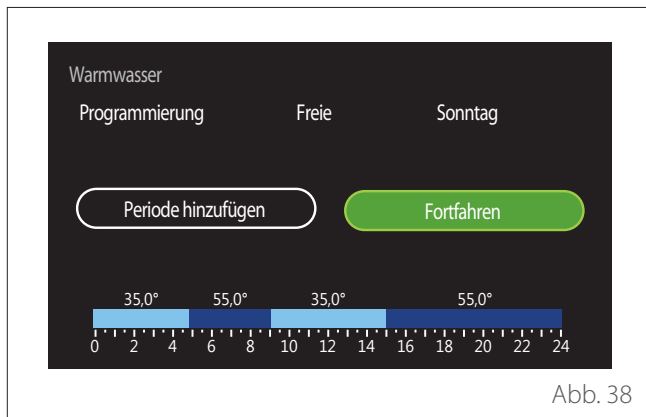 Warmwasser
Programmierung Freie Sonntag
Periode hinzufügen Fortfahren
35,0° 55,0° 35,0° 55,0°
0 2 4 6 8 10 12 14 16 18 20 22 24
Abb. 38